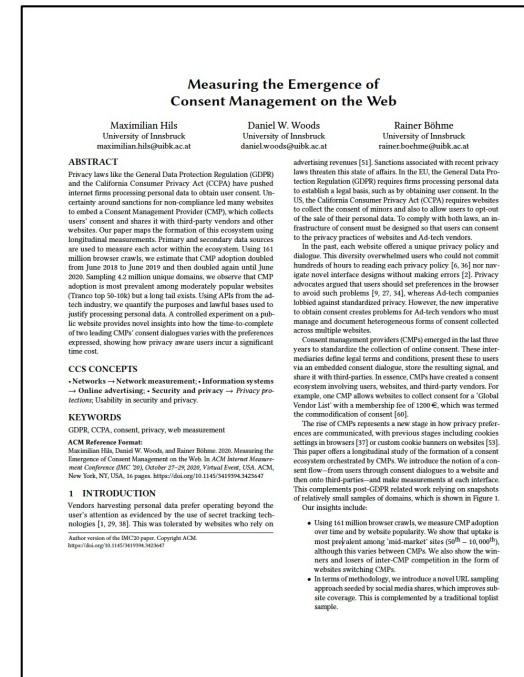 Measuring the Emergence of
Consent Management on the Web
Maximilian Hils
University of Innsbruck
maximilian.hils@uibk.ac.at
Daniel W. Woods
University of Innsbruck
daniel.woods@uibk.ac.at
Rainer Böhme
University of Innsbruck
rainer.boehme@uibk.ac.at
ABSTRACT
Privacy laws like the General Data Protection Regulation (GDPR)
and the California Consumer Privacy Act (CCPA) have pushed
internet firms processing personal data to obtain user consent. Un-
certainty around sanctions for non-compliance led many websites
to embed a Consent Management Provider (CMP), which collects
users' consent and shares it with third-party vendors and other
websites. Our paper maps the formation of this ecosystem using
longitudinal measurements. Primary and secondary data sources
are used to measure each actor within the ecosystem. Using 161
million browser crawls, we estimate that CMP adoption doubled
from June 2018 to June 2019 and then doubled again until June
2020. Sampling 4.2 million unique domains, we observe that CMP
adoption is most prevalent among moderately popular websites
(Tranco top 50-10k) but a long tail exists. Using APIs from the ad-
tech industry, we quantify the purposes and lawful bases used to
justify processing personal data. A controlled experiment on a pub-
lic website provides novel insights into how the time-to-complete
of two leading CMPs' consent dialogues varies with the preferences
expressed, showing how privacy aware users incur a significant
time cost.
CCS CONCEPTS
• Networks → Network measurement; • Information systems
→ Online advertising; • Security and privacy → Privacy pro-
tections; Usability in security and privacy.
KEYWORDS
GDPR, CCPA, consent, privacy, web measurement
ACM Reference Format:
Maximilian Hils, Daniel W. Woods, and Rainer Böhme. 2020. Measuring the
Emergence of Consent Management on the Web. In ACM Internet Measure-
ment Conference (IMC '20), October 27–29, 2020, Virtual Event, USA. ACM,
New York, NY, USA, 16 pages. https://doi.org/10.1145/3419394.3423647
1 INTRODUCTION
Vendors harvesting personal data prefer operating beyond the
user's attention as evidenced by the use of secret tracking tech-
nologies [1, 29, 38]. This was tolerated by websites who rely on
Author version of the IMC'20 paper. Copyright ACM.
https://doi.org/10.1145/3419394.3423647
advertising revenues [51]. Sanctions associated with recent privacy
laws threaten this state of affairs. In the EU, the General Data Pro-
tection Regulation (GDPR) requires firms processing personal data
to establish a legal basis, such as by obtaining user consent. In the
US, the California Consumer Privacy Act (CCPA) requires websites
to collect the consent of minors and also to allow users to opt-out
of the sale of their personal data. To comply with both laws, an in-
frastructure of consent must be designed so that users can consent
to the privacy practices of websites and Ad-tech vendors.
In the past, each website offered a unique privacy policy and
dialogue. This diversity overwhelmed users who could not commit
hundreds of hours to reading each privacy policy [6, 36] nor nav-
igate novel interface designs without making errors [2]. Privacy
advocates argued that users should set preferences in the browser
to avoid such problems [9, 27, 34], whereas Ad-tech companies
lobbied against standardized privacy. However, the new imperative
to obtain consent creates problems for Ad-tech vendors who must
manage and document heterogeneous forms of consent collected
across multiple websites.
Consent management providers (CMPs) emerged in the last three
years to standardize the collection of online consent. These inter-
mediaries define legal terms and conditions, present these to users
via an embedded consent dialogue, store the resulting signal, and
share it with third-parties. In essence, CMPs have created a consent
ecosystem involving users, websites, and third-party vendors. For
example, one CMP allows websites to collect consent for a 'Global
Vendor List' with a membership fee of 1200 €, which was termed
the commodification of consent [60].
The rise of CMPs represents a new stage in how privacy prefer-
ences are communicated, with previous stages including cookies
settings in browsers [37] or custom cookie banners on websites [53].
This paper offers a longitudinal study of the formation of a consent
ecosystem orchestrated by CMPs. We introduce the notion of a con-
sent flow—from users through consent dialogues to a website and
then onto third-parties—and make measurements at each interface.
This complements post-GDPR related work relying on snapshots
of relatively small samples of domains, which is shown in Figure 1.
Our insights include:
• Using 161 million browser crawls, we measure CMP adoption
over time and by website popularity. We show that uptake is
most prevalent among 'mid-market' sites (50th – 10,000th),
although this varies between CMPs. We also show the win-
ners and losers of inter-CMP competition in the form of
websites switching CMPs.
• In terms of methodology, we introduce a novel URL sampling
approach seeded by social media shares, which improves sub-
site coverage. This is complemented by a traditional toplist
sample.